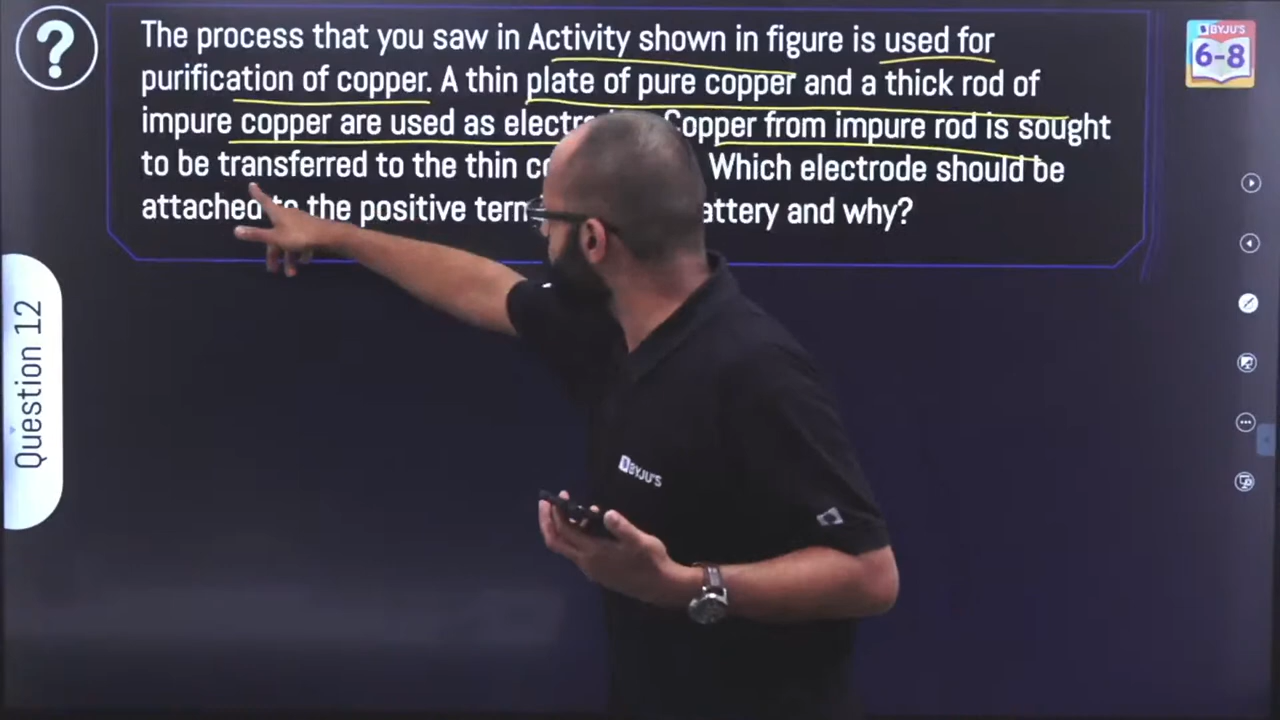 ?
The process that you saw in Activity shown in figure is used for
purification of copper. A thin plate of pure copper and a thick rod of
impure copper are used as Copper from impure rod is sought
to be transferred to the thin Which electrode should be
attached to the positive and why?
BYJU'S
6-8
Question 12
BYJU'S